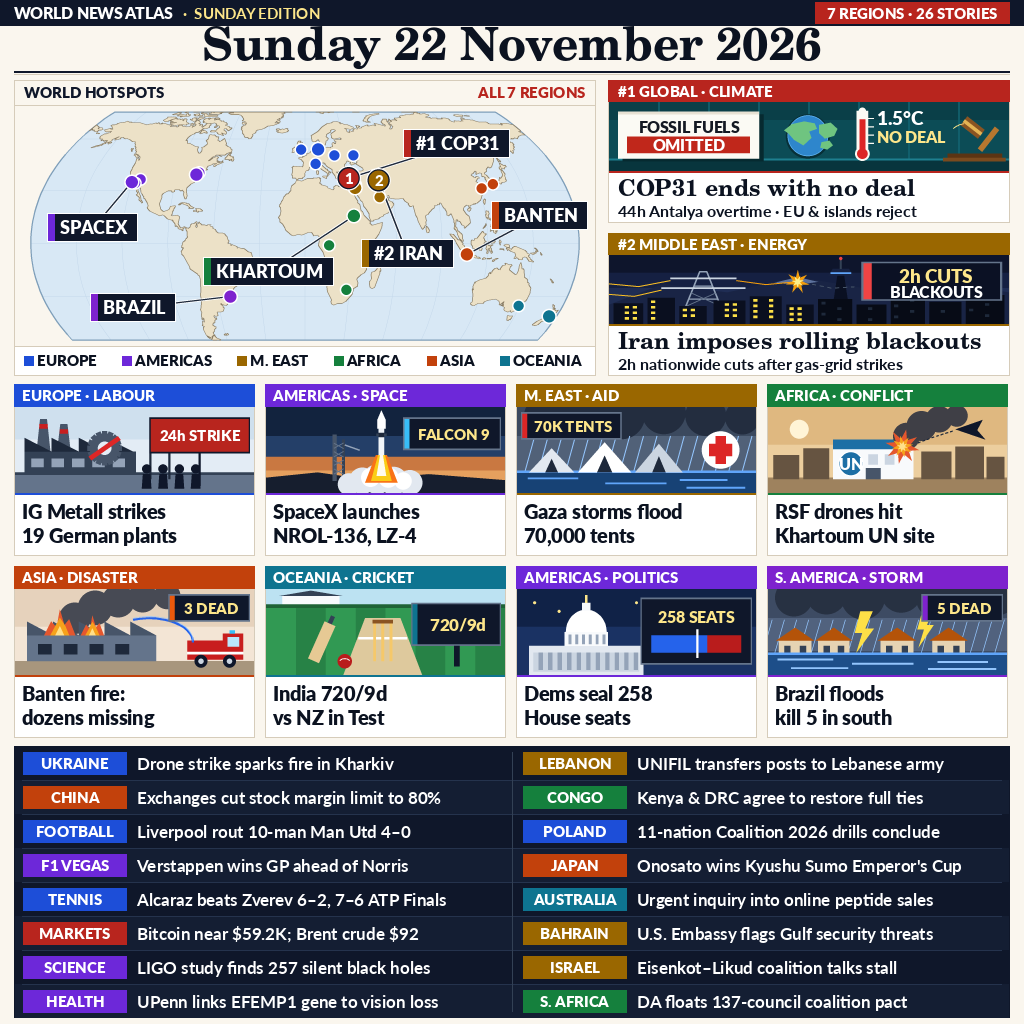 WORLD NEWS ATLAS · SUNDAY EDITION
7 REGIONS · 26 STORIES
Sunday 22 November 2026
WORLD HOTSPOTS
ALL 7 REGIONS
#1 COP31
1
2
SPACEX
BANTEN
#2 IRAN
KHARTOUM
BRAZIL
EUROPE
AMERICAS
M. EAST
AFRICA
ASIA
OCEANIA
#1 GLOBAL · CLIMATE
FOSSIL FUELS
OMITTED
1.5°C
NO DEAL
COP31 ends with no deal
44h Antalya overtime · EU & islands reject
#2 MIDDLE EAST · ENERGY
2h CUTS
BLACKOUTS
Iran imposes rolling blackouts
2h nationwide cuts after gas-grid strikes
EUROPE · LABOUR
24h STRIKE
IG Metall strikes
19 German plants
AMERICAS · SPACE
FALCON 9
SpaceX launches
NROL-136, LZ-4
M. EAST · AID
70K TENTS
Gaza storms flood
70,000 tents
AFRICA · CONFLICT
UN
RSF drones hit
Khartoum UN site
ASIA · DISASTER
3 DEAD
Banten fire:
dozens missing
OCEANIA · CRICKET
720/9d
India 720/9d
vs NZ in Test
AMERICAS · POLITICS
258 SEATS
Dems seal 258
House seats
S. AMERICA · STORM
5 DEAD
Brazil floods
kill 5 in south
UKRAINE Drone strike sparks fire in Kharkiv
CHINA Exchanges cut stock margin limit to 80%
FOOTBALL Liverpool rout 10-man Man Utd 4–0
F1 VEGAS Verstappen wins GP ahead of Norris
TENNIS Alcaraz beats Zverev 6–2, 7–6 ATP Finals
MARKETS Bitcoin near $59.2K; Brent crude $92
SCIENCE LIGO study finds 257 silent black holes
HEALTH UPenn links EFEMP1 gene to vision loss
LEBANON UNIFIL transfers posts to Lebanese army
CONGO Kenya & DRC agree to restore full ties
POLAND 11-nation Coalition 2026 drills conclude
JAPAN Onosato wins Kyushu Sumo Emperor's Cup
AUSTRALIA Urgent inquiry into online peptide sales
BAHRAIN U.S. Embassy flags Gulf security threats
ISRAEL Eisenkot–Likud coalition talks stall
S. AFRICA DA floats 137-council coalition pact